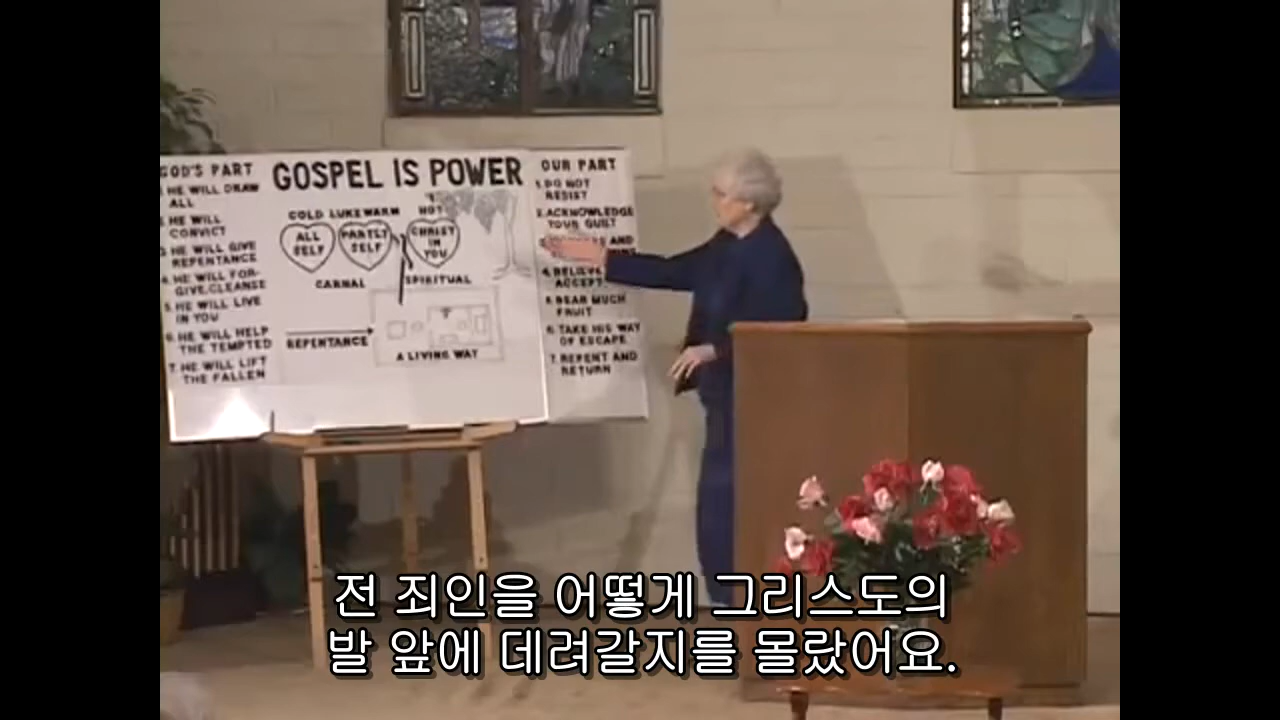 GOD'S PART
1. HE WILL DRAW
ALL
2. HE WILL
CONVICT
3. HE WILL GIVE
REPENTANCE
4. HE WILL FOR-
GIVE, CLEANSE
5. HE WILL LIVE
IN YOU
6. HE WILL HELP
THE TEMPTED
7. HE WILL LIFT
THE FALLEN
GOSPEL IS POWER
COLD LUKEWARM HOT
ALL
SELF
PARTLY
SELF
CHRIST
IN
YOU
CARNAL SPIRITUAL
REPENTANCE
A LIVING WAY
OUR PART
1. DO NOT
RESIST
2. ACKNOWLEDGE
YOUR GUILT
AND
4. BELIEVE
ACCEPT
5. BEAR MUCH
FRUIT
6. TAKE HIS WAY
OF ESCAPE
7. REPENT AND
RETURN
전 죄인을 어떻게 그리스도의
발 앞에 데려갈지를 몰랐어요.